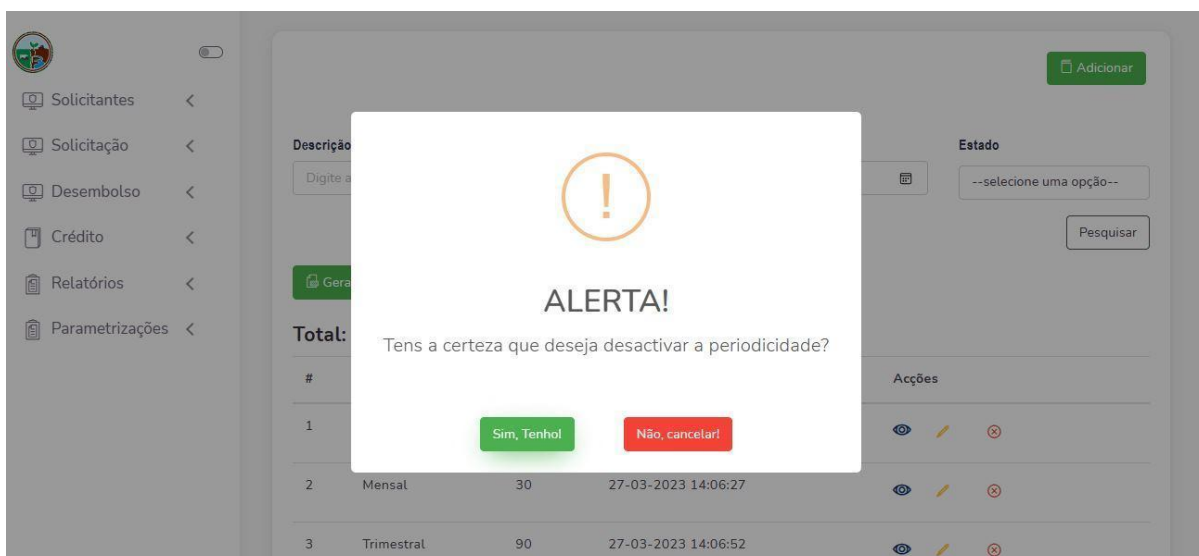 Adicionar
Solicitantes
Solicitação
Desembolso
Crédito
Relatórios
Parametrizações
Descrição
Estado
Digite a
--selecione uma opção--
Pesquisar
Gera
!
ALERTA!
Tens a certeza que deseja desactivar a periodicidade?
Sim, Tenho!
Não, cancelar!
Total:
# Acções
1
2 Mensal 30 27-03-2023 14:06:27
3 Trimestral 90 27-03-2023 14:06:52